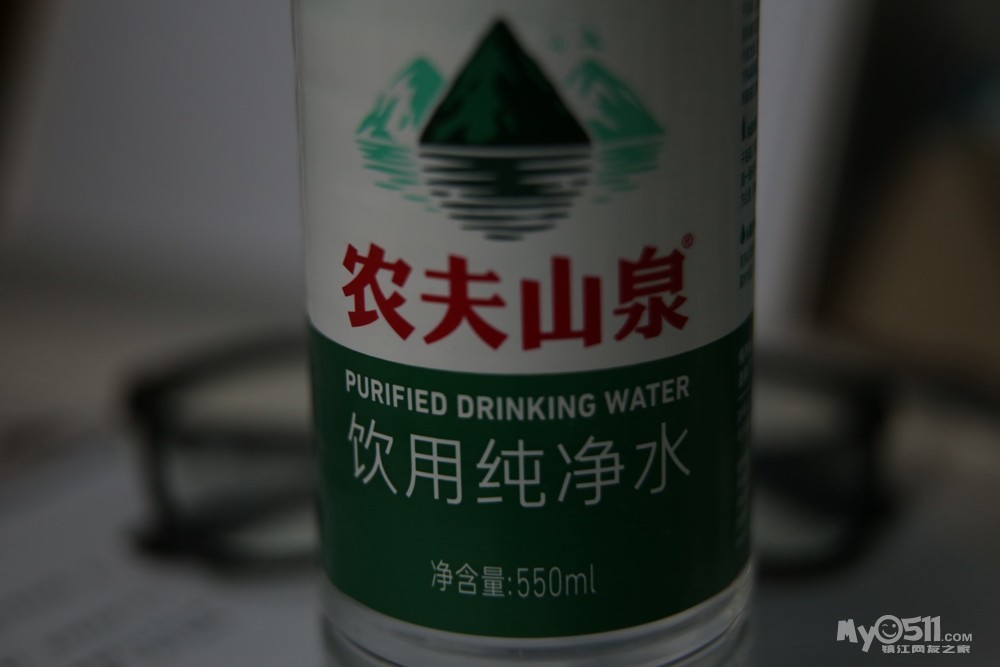 农夫山泉®
PURIFIED DRINKING WATER
饮用纯净水
净含量:550ml
My0511.COM
镇江网友之家